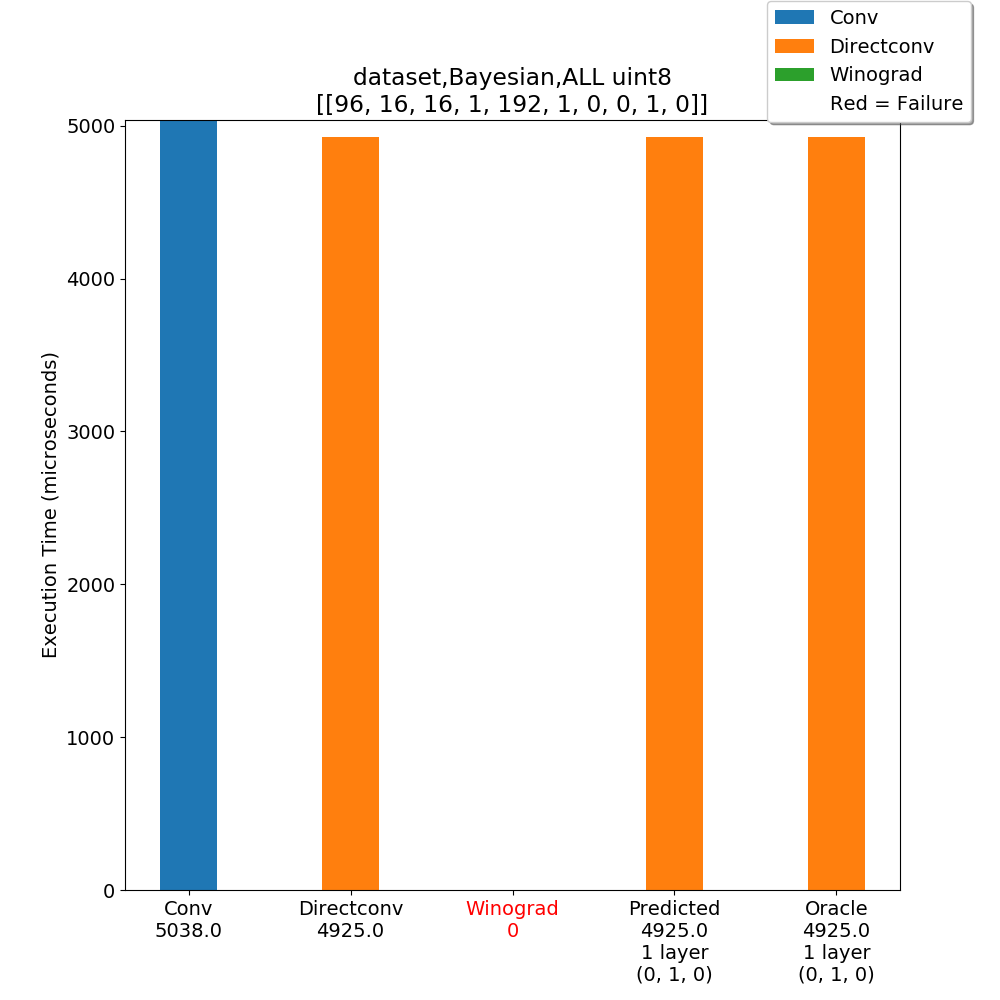 Conv
Directconv
Winograd
Red = Failure
dataset,Bayesian,ALL uint8
[[96, 16, 16, 1, 192, 1, 0, 0, 1, 0]]
Execution Time (microseconds)
5000
4000
3000
2000
1000
0
Conv
5038.0
Directconv
4925.0
Winograd
0
Predicted
4925.0
1 layer
(0, 1, 0)
Oracle
4925.0
1 layer
(0, 1, 0)